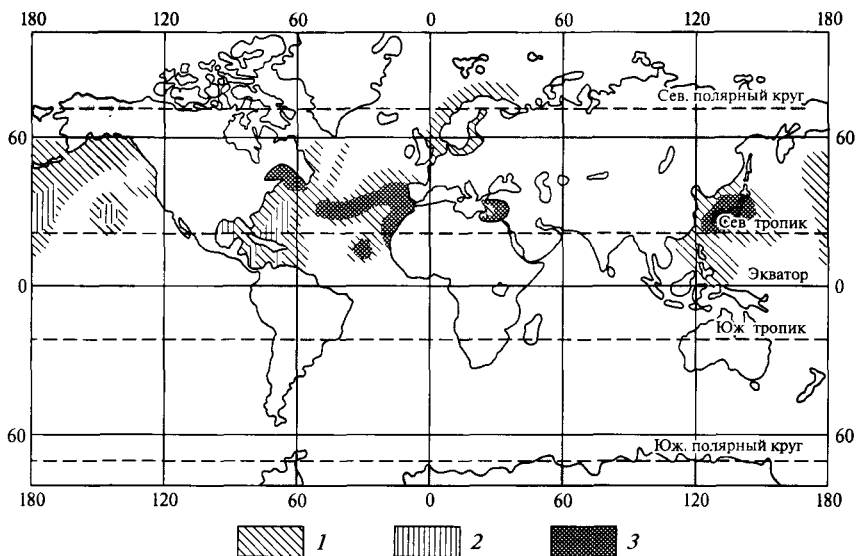 180 120 60 0 60 120 180
Сев. полярный круг
60 60
Сев тропик
Экватор
0 0
Юж тропик
60 60
Юж. полярный круг
180 120 60 0 60 120 180
1 2 3